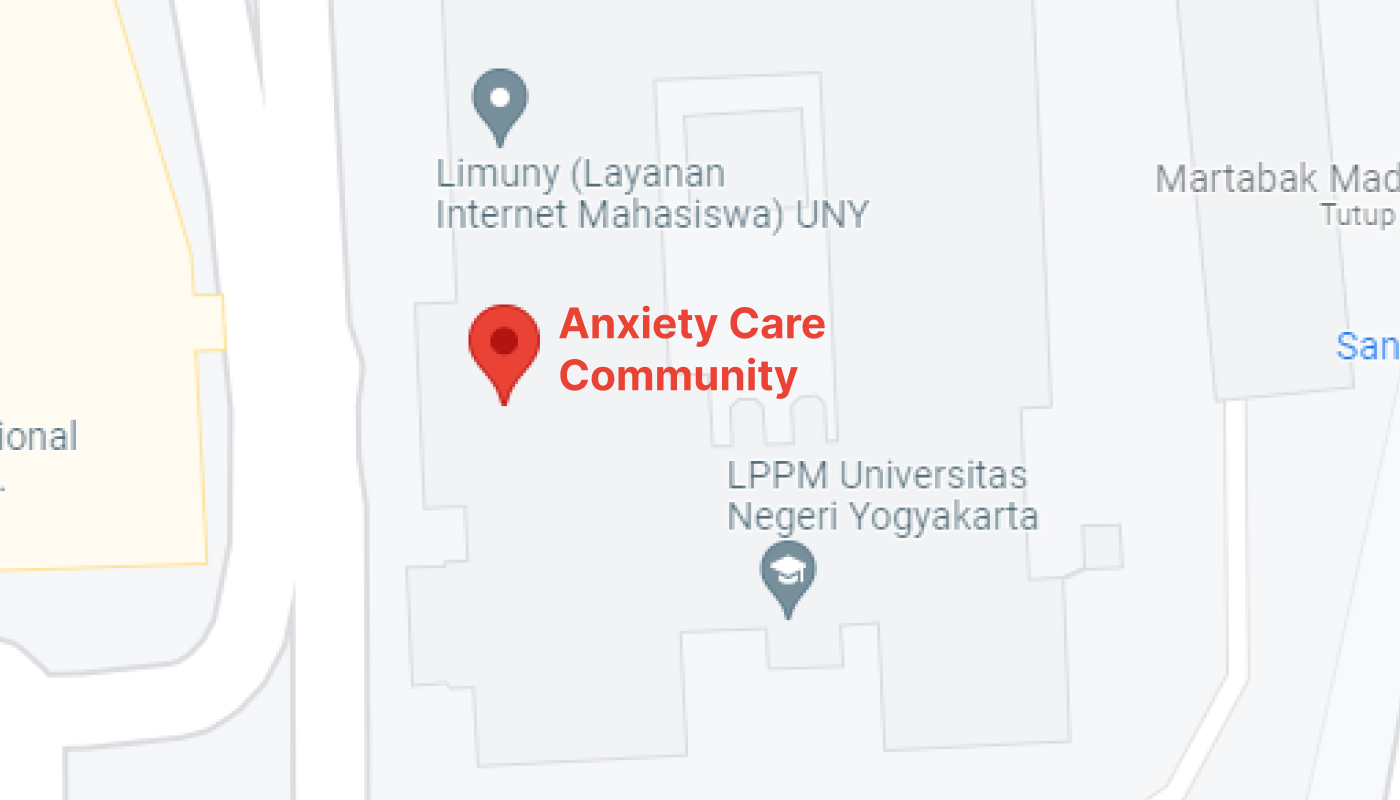 Limuny (Layanan
Internet Mahasiswa) UNY
Martabak Mad
Tutup
Anxiety Care
Community
San
ional
.
LPPM Universitas
Negeri Yogyakarta